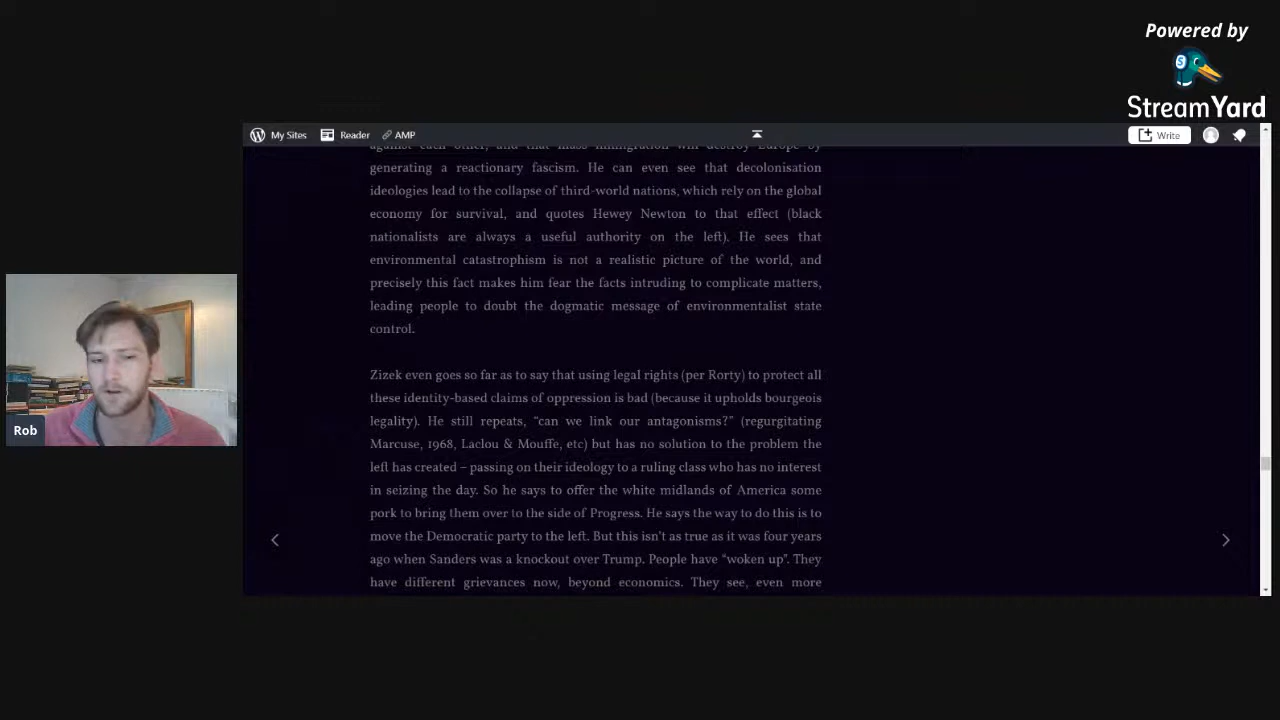 Powered by
StreamYard
My Sites
Reader
AMP
Write
against each other, and that mass immigration will destroy Europe by
generating a reactionary fascism. He can even see that decolonisation
ideologies lead to the collapse of third-world nations, which rely on the global
economy for survival, and quotes Hewey Newton to that effect (black
nationalists are always a useful authority on the left). He sees that
environmental catastrophism is not a realistic picture of the world, and
precisely this fact makes him fear the facts intruding to complicate matters,
leading people to doubt the dogmatic message of environmentalist state
control.
Zizek even goes so far as to say that using legal rights (per Rorty) to protect all
these identity-based claims of oppression is bad (because it upholds bourgeois
legality). He still repeats, “can we link our antagonisms?” (regurgitating
Marcuse, 1968, Laclou & Mouffe, etc) but has no solution to the problem the
left has created – passing on their ideology to a ruling class who has no interest
in seizing the day. So he says to offer the white midlands of America some
pork to bring them over to the side of Progress. He says the way to do this is to
move the Democratic party to the left. But this isn’t as true as it was four years
ago when Sanders was a knockout over Trump. People have “woken up”. They
have different grievances now, beyond economics. They see, even more
Rob